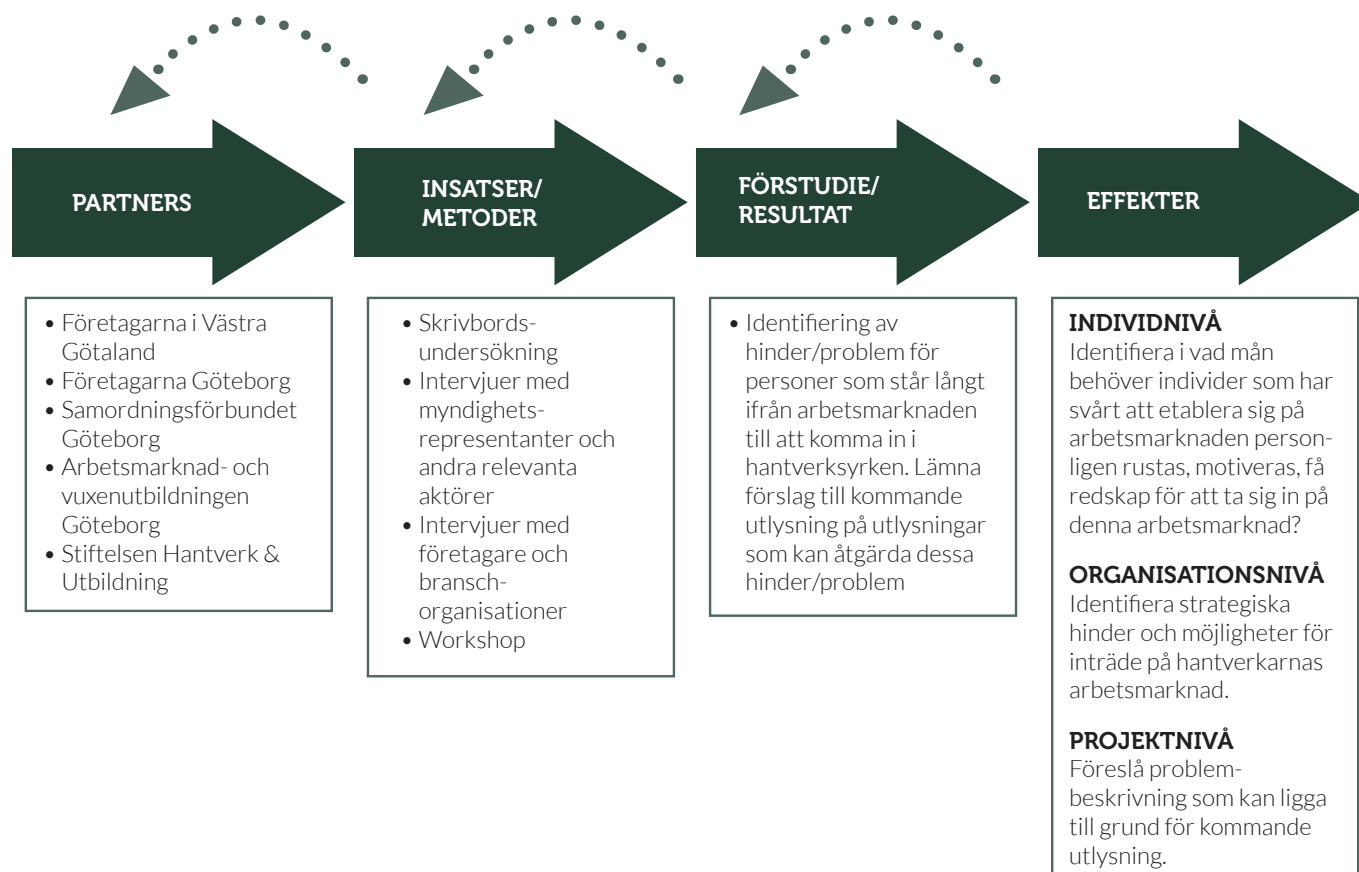 PARTNERS
INSATSER/
METODER
FÖRSTUDIE/
RESULTAT
EFFEKTER
• Företagarna i Västra
Götaland
• Företagarna Göteborg
• Samordningsförbundet
Göteborg
• Arbetsmarknad- och
vuxenutbildningen
Göteborg
• Stiftelsen Hantverk &
Utbildning
• Skrivbords-
undersökning
• Intervjuer med
myndighets-
representanter och
andra relevanta
aktörer
• Intervjuer med
företagare och
bransch-
organisationer
• Workshop
• Identifiering av
hinder/problem för
personer som står långt
ifrån arbetsmarknaden
till att komma in i
hantverksyrken. Lämna
förslag till kommande
utlysning på utlysningar
som kan åtgärda dessa
hinder/problem
INDIVIDNIVÅ
Identifiera i vad mån
behöver individer som har
svårt att etablera sig på
arbetsmarknaden person-
ligen rustas, motiveras, få
redskap för att ta sig in på
denna arbetsmarknad?
ORGANISATIONSNIVÅ
Identifiera strategiska
hinder och möjligheter för
inträde på hantverkarnas
arbetsmarknad.
PROJEKTNIVÅ
Föreslå problem-
beskrivning som kan ligga
till grund för kommande
utlysning.